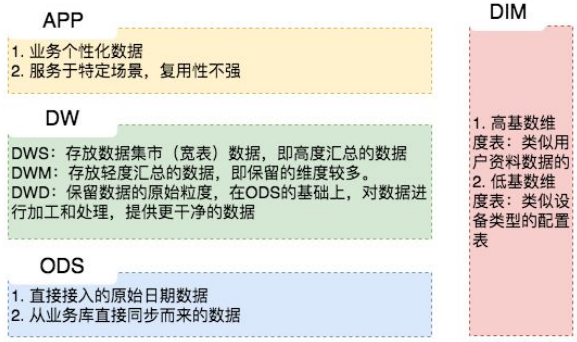 APP
1. 业务个性化数据
2. 服务于特定场景，复用性不强
DW
DWS：存放数据集市（宽表）数据，即高度汇总的数据
DWM：存放轻度汇总的数据，即保留的维度较多。
DWD：保留数据的原始粒度，在ODS的基础上，对数据进
行加工和处理，提供更干净的数据
ODS
1. 直接接入的原始日期数据
2. 从业务库直接同步而来的数据
DIM
1. 高基数维
度表：类似用
户资料数据的
2. 低基数维
度表：类似设
备类型的配置
表